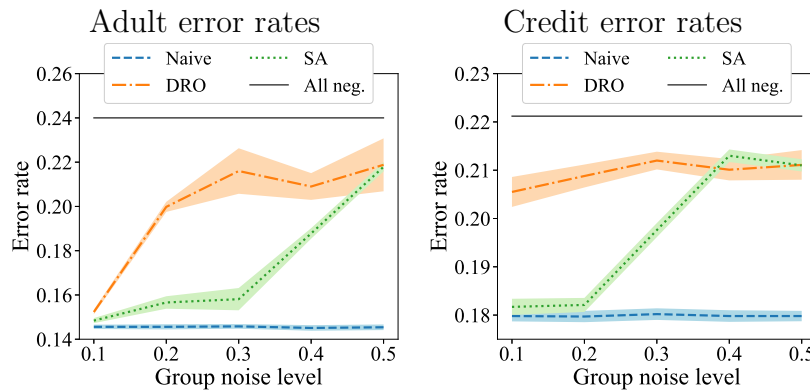 Adult error rates
Naive SA
DRO All neg.
0.26
0.24
0.22
0.20
0.18
0.16
0.14
Error rate
0.1 0.2 0.3 0.4 0.5
Group noise level
Credit error rates
Naive SA
DRO All neg.
0.23
0.22
0.21
0.20
0.19
0.18
Error rate
0.1 0.2 0.3 0.4 0.5
Group noise level